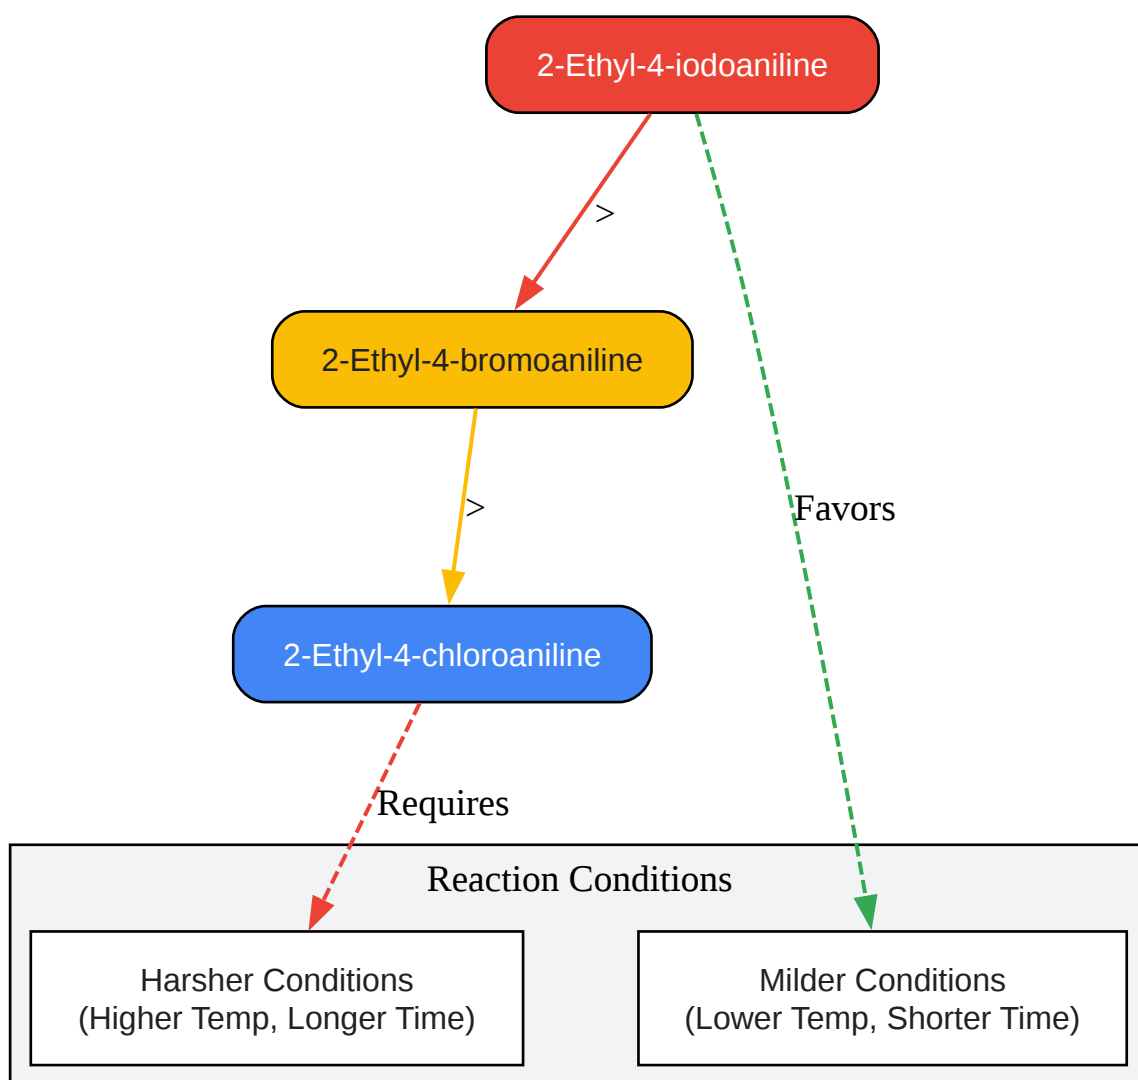 2-Ethyl-4-iodoaniline
>
2-Ethyl-4-bromoaniline
>
Favors
2-Ethyl-4-chloroaniline
Requires
Reaction Conditions
Harsher Conditions
(Higher Temp, Longer Time)
Milder Conditions
(Lower Temp, Shorter Time)